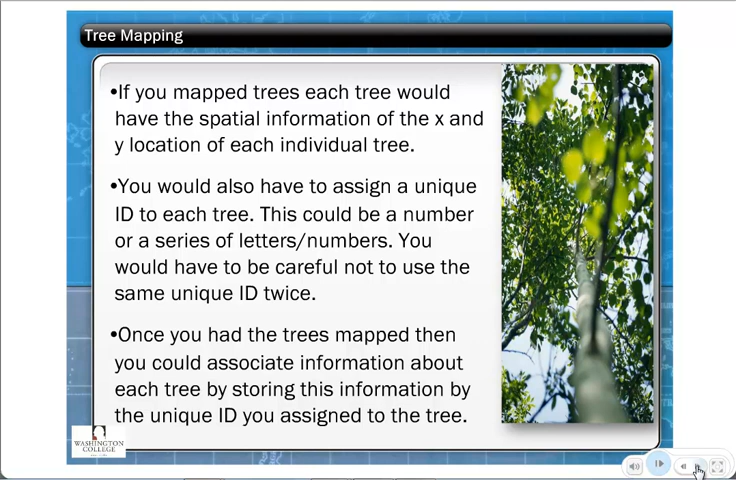 Tree Mapping
•If you mapped trees each tree would
have the spatial information of the x and
y location of each individual tree.
•You would also have to assign a unique
ID to each tree. This could be a number
or a series of letters/numbers. You
would have to be careful not to use the
same unique ID twice.
•Once you had the trees mapped then
you could associate information about
each tree by storing this information by
the unique ID you assigned to the tree.
WASHINGTON
COLLEGE